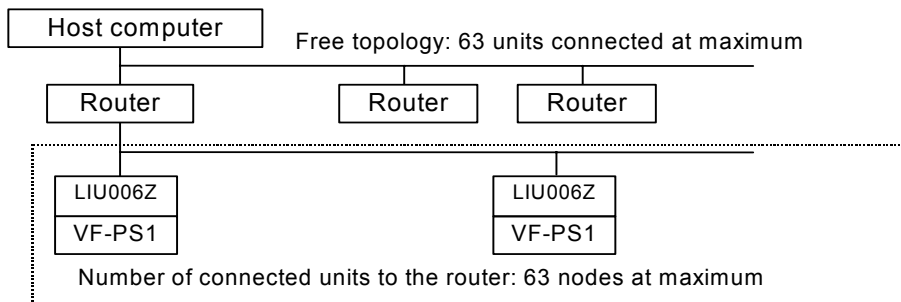 Host computer
Free topology: 63 units connected at maximum
Router
Router
Router
LIU006Z
LIU006Z
VF-PS1
VF-PS1
Number of connected units to the router: 63 nodes at maximum